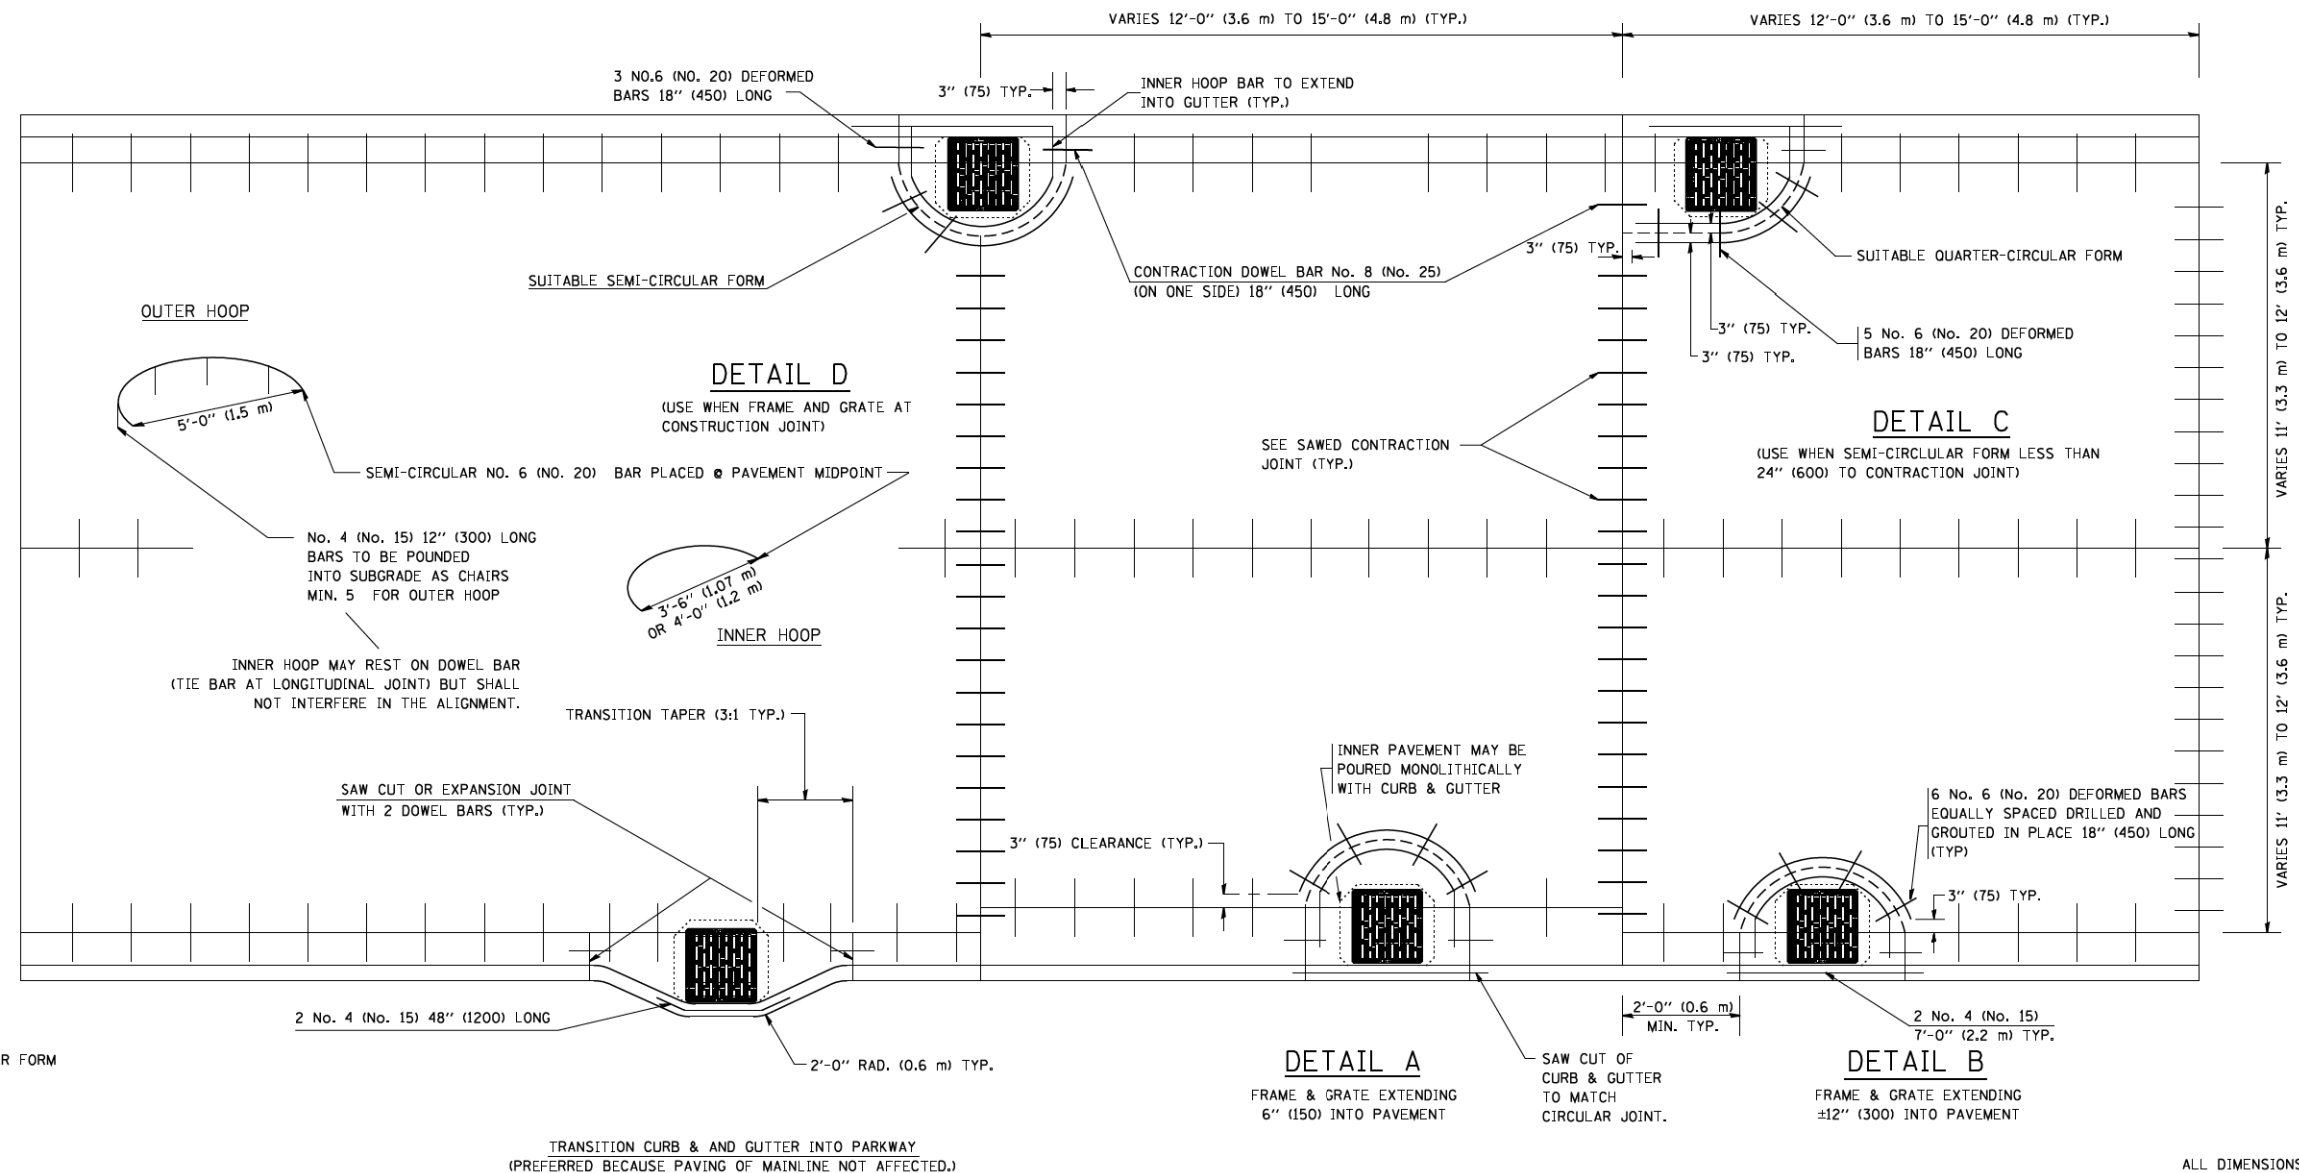 VARIES 12'-0" (3.6 m) TO 15'-0" (4.8 m) (TYP.)
VARIES 12'-0" (3.6 m) TO 15'-0" (4.8 m) (TYP.)
3 NO.6 (NO. 20) DEFORMED
BARS 18" (450) LONG
3" (75) TYP.
INNER HOOP BAR TO EXTEND
INTO GUTTER (TYP.)
SUITABLE SEMI-CIRCULAR FORM
CONTRACTION DOWEL BAR No. 8 (No. 25)
(ON ONE SIDE) 18" (450) LONG
3" (75) TYP.
SUITABLE QUARTER-CIRCULAR FORM
3" (75) TYP.
3" (75) TYP.
5 No. 6 (No. 20) DEFORMED
BARS 18" (450) LONG
VARIES 11' (3.3 m) TO 12' (3.6 m) TYP.
OUTER HOOP
5'-0" (1.5 m)
DETAIL D
(USE WHEN FRAME AND GRATE AT
CONSTRUCTION JOINT)
SEE SAWED CONTRACTION
JOINT (TYP.)
DETAIL C
(USE WHEN SEMI-CIRCLULAR FORM LESS THAN
24" (600) TO CONTRACTION JOINT)
SEMI-CIRCULAR NO. 6 (NO. 20) BAR PLACED @ PAVEMENT MIDPOINT
No. 4 (No. 15) 12" (300) LONG
BARS TO BE POUNDED
INTO SUBGRADE AS CHAIRS
MIN. 5 FOR OUTER HOOP
3'-6" (1.07 m)
OR 4'-0" (1.2 m)
INNER HOOP
INNER HOOP MAY REST ON DOWEL BAR
(TIE BAR AT LONGITUDINAL JOINT) BUT SHALL
NOT INTERFERE IN THE ALIGNMENT.
VARIES 11' (3.3 m) TO 12' (3.6 m) TYP.
TRANSITION TAPER (3:1 TYP.)
SAW CUT OR EXPANSION JOINT
WITH 2 DOWEL BARS (TYP.)
INNER PAVEMENT MAY BE
POURED MONOLITHICALLY
WITH CURB & GUTTER
3" (75) CLEARANCE (TYP.)
6 No. 6 (No. 20) DEFORMED BARS
EQUALLY SPACED DRILLED AND
GROUTED IN PLACE 18" (450) LONG
(TYP)
3" (75) TYP.
2 No. 4 (No. 15) 48" (1200) LONG
2'-0" RAD. (0.6 m) TYP.
2'-0" (0.6 m)
MIN. TYP.
2 No. 4 (No. 15)
7'-0" (2.2 m) TYP.
R FORM
DETAIL A
FRAME & GRATE EXTENDING
6" (150) INTO PAVEMENT
SAW CUT OF
CURB & GUTTER
TO MATCH
CIRCULAR JOINT.
DETAIL B
FRAME & GRATE EXTENDING
±12" (300) INTO PAVEMENT
TRANSITION CURB & AND GUTTER INTO PARKWAY
(PREFERRED BECAUSE PAVING OF MAINLINE NOT AFFECTED.)
ALL DIMENSIONS